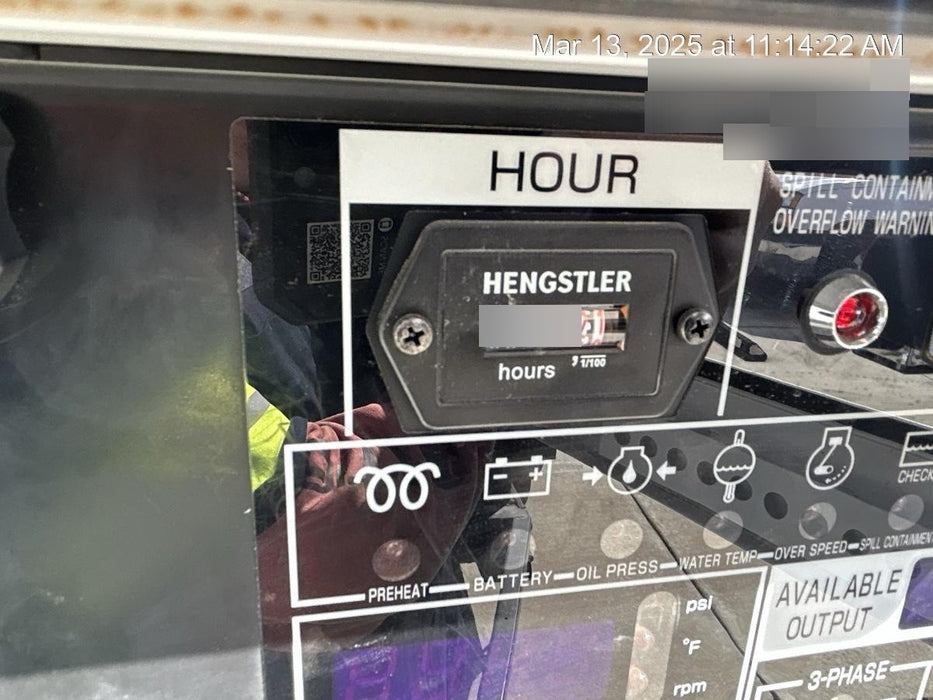 Mar 13, 2025 at 11:14:22 AM
HOUR
SPILL CONTAINM
OVERFLOW WARNIN
HENGSTLER
hours , 1/100
CHECK
PREHEAT BATTERY OIL PRESS WATER TEMP OVER SPEED SPILL CONTAINMENT
psi
°F
rpm
AVAILABLE
OUTPUT
3-PHASE